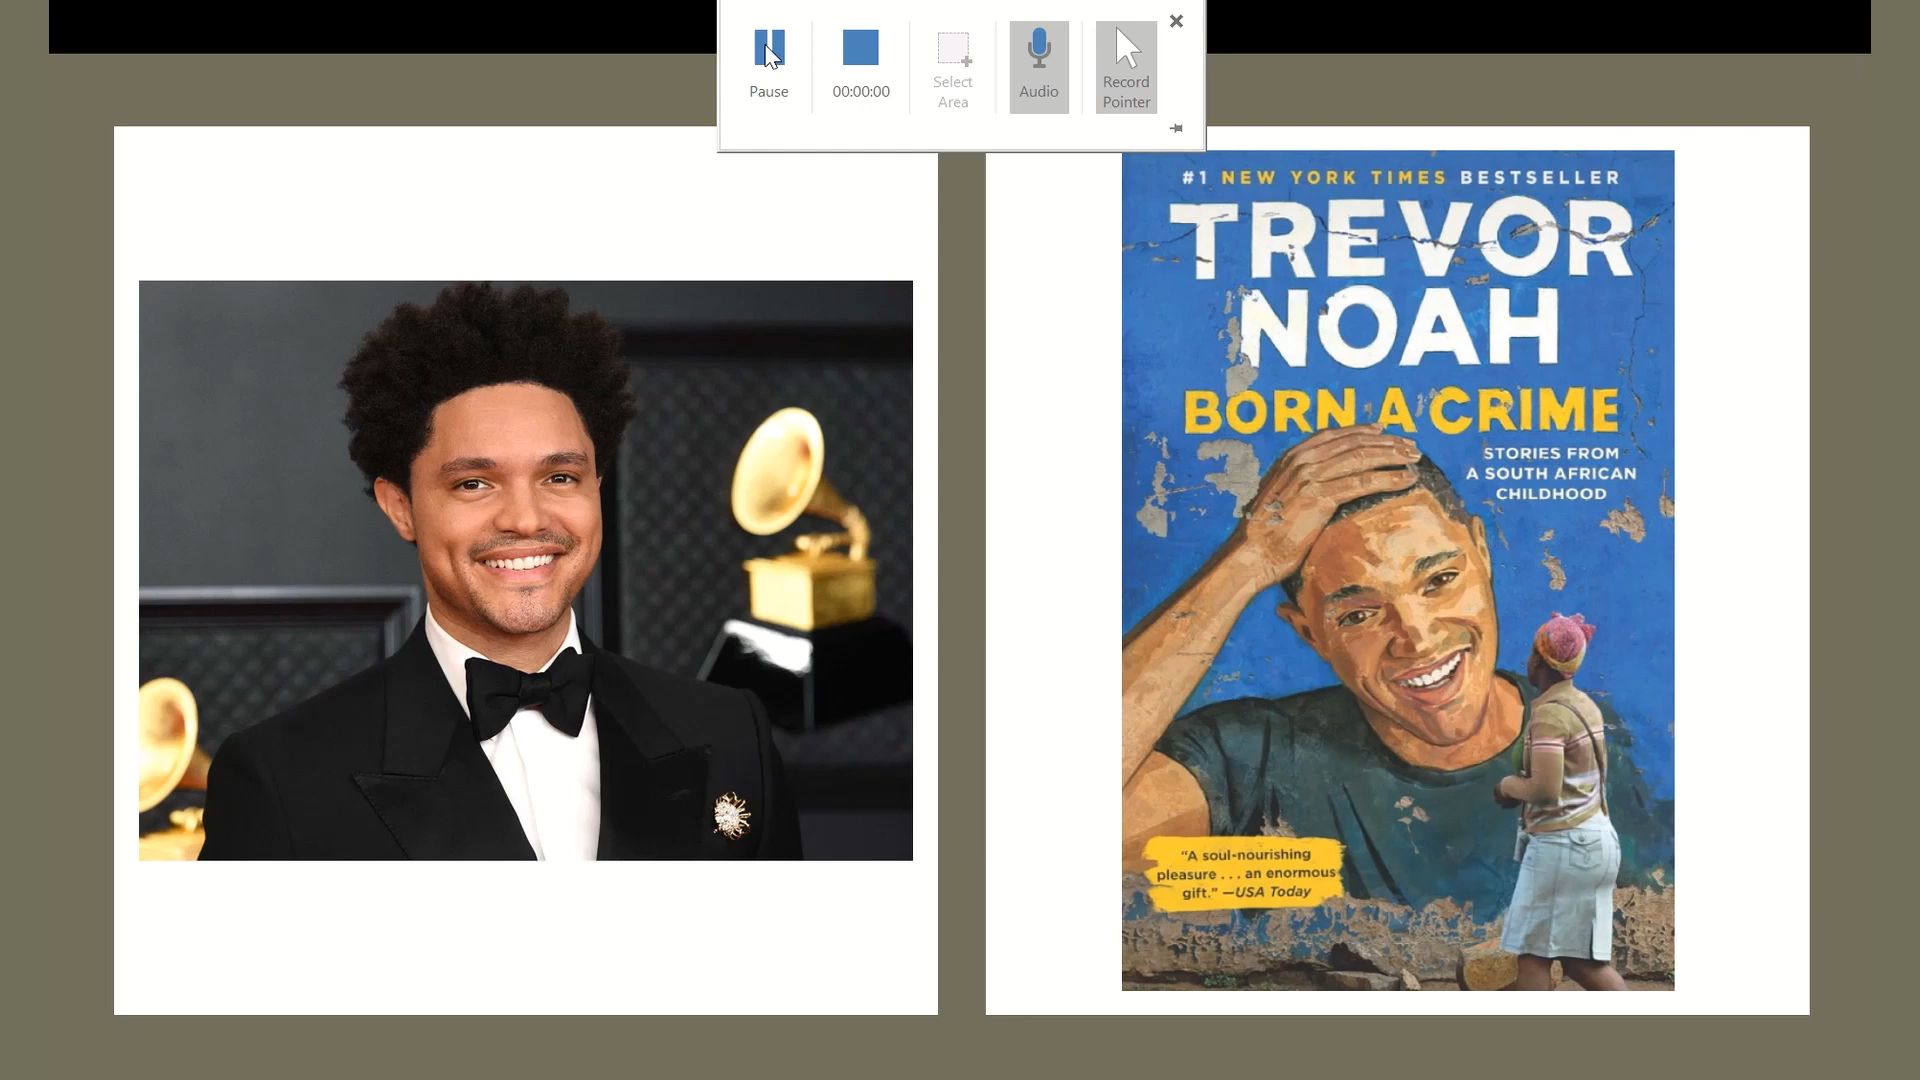 Pause
00:00:00
Select
Area
Audio
Record
Pointer
#1 NEW YORK TIMES BESTSELLER
TREVOR
NOAH
BORN A CRIME
STORIES FROM
A SOUTH AFRICAN
CHILDHOOD
“A soul-nourishing
pleasure . . . an enormous
gift.” —USA Today